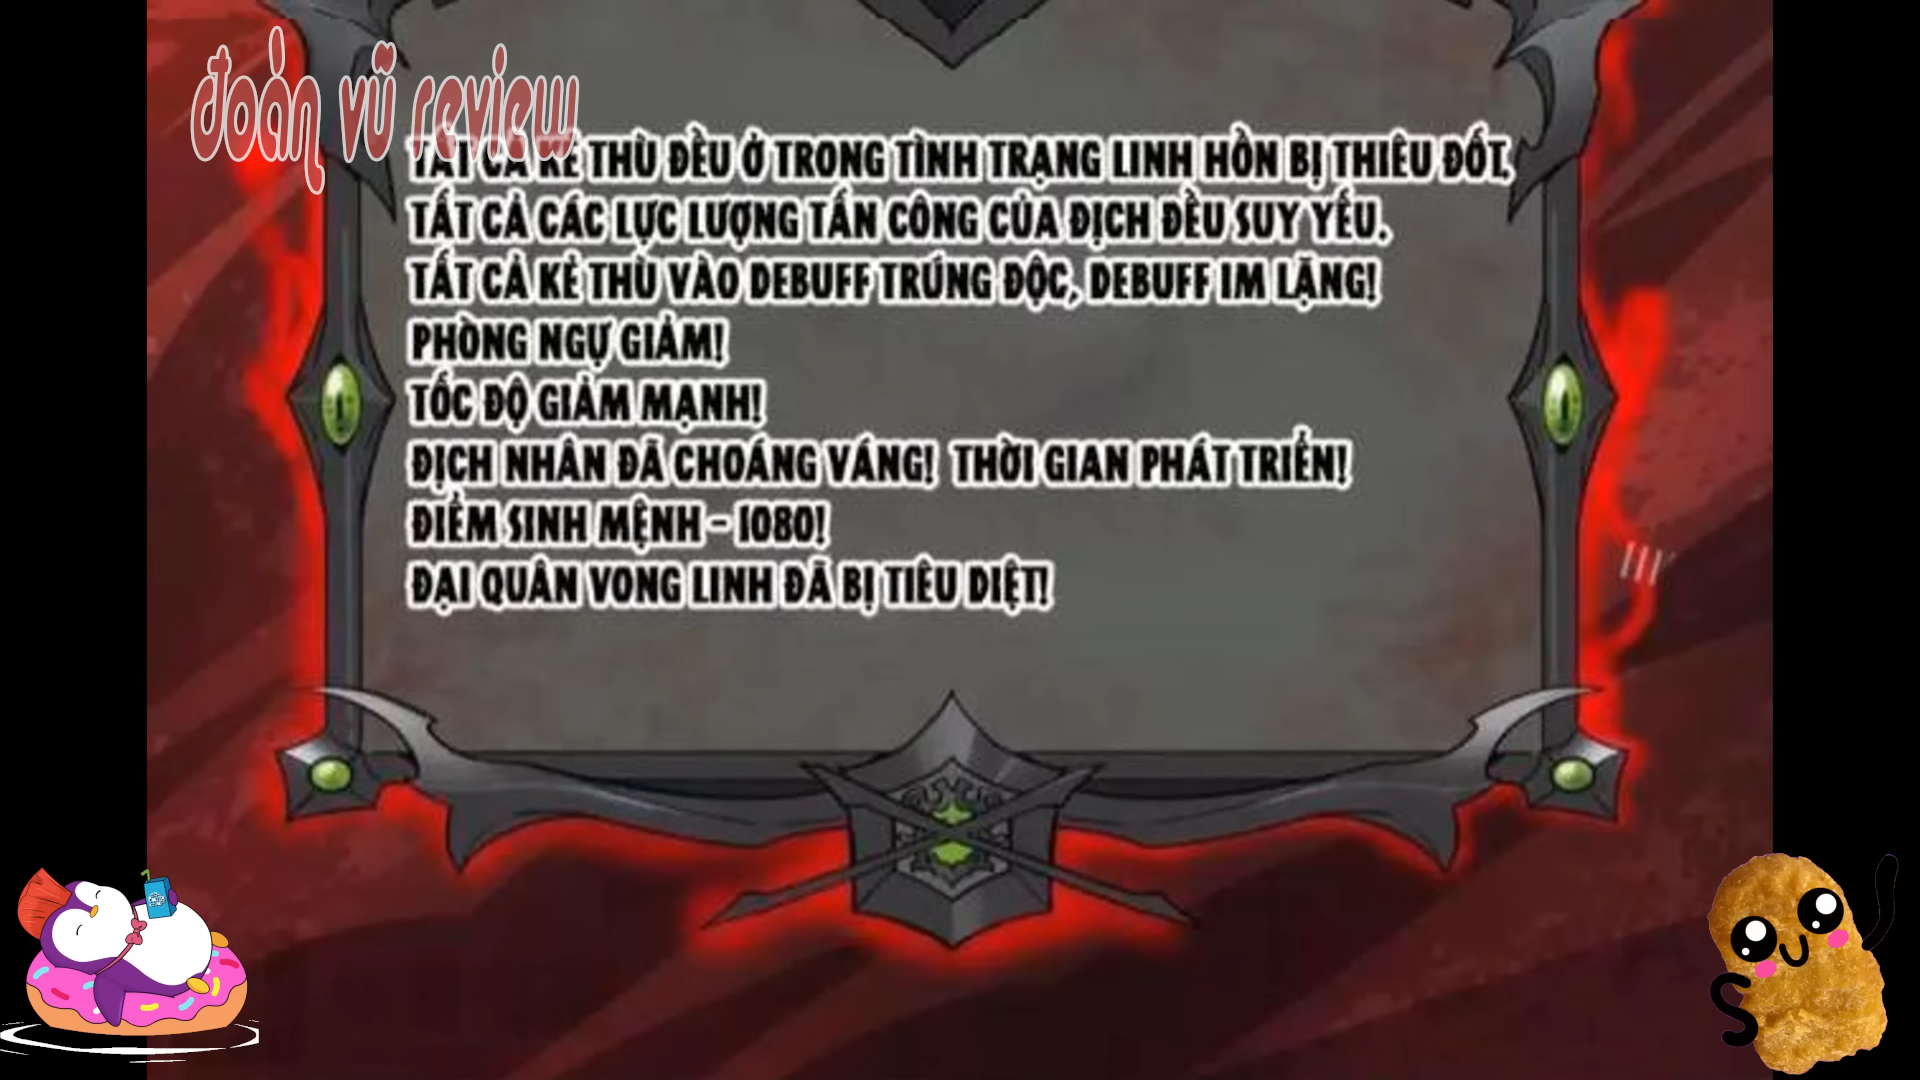 đoản vũ review
TẤT CẢ KẺ THÙ ĐỀU Ở TRONG TÌNH TRẠNG LINH HỒN BỊ THIÊU ĐỐT,
TẤT CẢ CÁC LỰC LƯỢNG TẤN CÔNG CỦA ĐỊCH ĐỀU SUY YẾU.
TẤT CẢ KẺ THÙ VÀO DEBUFF TRÚNG ĐỘC, DEBUFF IM LẶNG!
PHÒNG NGỰ GIẢM!
TỐC ĐỘ GIẢM MẠNH!
ĐỊCH NHÂN ĐÃ CHOÁNG VÁNG! THỜI GIAN PHÁT TRIỂN!
ĐIỂM SINH MỆNH - 1080!
ĐẠI QUÂN VONG LINH ĐÃ BỊ TIÊU DIỆT!